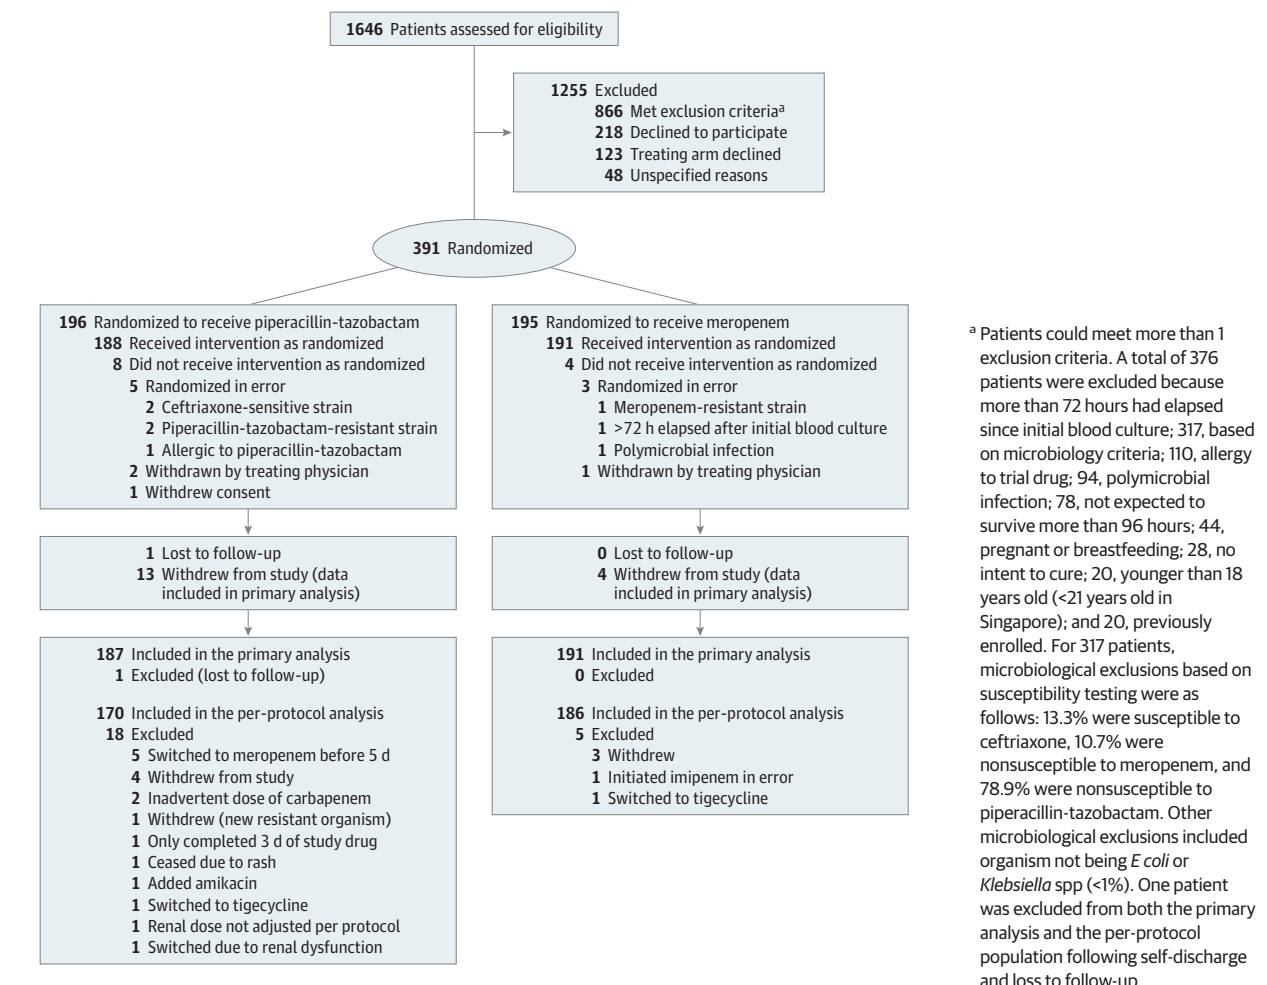 1646 Patients assessed for eligibility
1255 Excluded
866 Met exclusion criteriaa
218 Declined to participate
123 Treating arm declined
48 Unspecified reasons
391 Randomized
196 Randomized to receive piperacillin-tazobactam
188 Received intervention as randomized
8 Did not receive intervention as randomized
5 Randomized in error
2 Ceftriaxone-sensitive strain
2 Piperacillin-tazobactam-resistant strain
1 Allergic to piperacillin-tazobactam
2 Withdrawn by treating physician
1 Withdrew consent
195 Randomized to receive meropenem
191 Received intervention as randomized
4 Did not receive intervention as randomized
3 Randomized in error
1 Meropenem-resistant strain
1 >72 h elapsed after initial blood culture
1 Polymicrobial infection
1 Withdrawn by treating physician
1 Lost to follow-up
13 Withdrew from study (data
included in primary analysis)
0 Lost to follow-up
4 Withdrew from study (data
included in primary analysis)
187 Included in the primary analysis
1 Excluded (lost to follow-up)
170 Included in the per-protocol analysis
18 Excluded
5 Switched to meropenem before 5 d
4 Withdrew from study
2 Inadvertent dose of carbapenem
1 Withdrew (new resistant organism)
1 Only completed 3 d of study drug
1 Ceased due to rash
1 Added amikacin
1 Switched to tigecycline
1 Renal dose not adjusted per protocol
1 Switched due to renal dysfunction
191 Included in the primary analysis
0 Excluded
186 Included in the per-protocol analysis
5 Excluded
3 Withdrew
1 Initiated imipenem in error
1 Switched to tigecycline
a Patients could meet more than 1
exclusion criteria. A total of 376
patients were excluded because
more than 72 hours had elapsed
since initial blood culture; 317, based
on microbiology criteria; 110, allergy
to trial drug; 94, polymicrobial
infection; 78, not expected to
survive more than 96 hours; 44,
pregnant or breastfeeding; 28, no
intent to cure; 20, younger than 18
years old (<21 years old in
Singapore); and 20, previously
enrolled. For 317 patients,
microbiological exclusions based on
susceptibility testing were as
follows: 13.3% were susceptible to
ceftriaxone, 10.7% were
nonsusceptible to meropenem, and
78.9% were nonsusceptible to
piperacillin-tazobactam. Other
microbiological exclusions included
organism not being E coli or
Klebsiella spp (<1%). One patient
was excluded from both the primary
analysis and the per-protocol
population following self-discharge
and loss to follow-up.